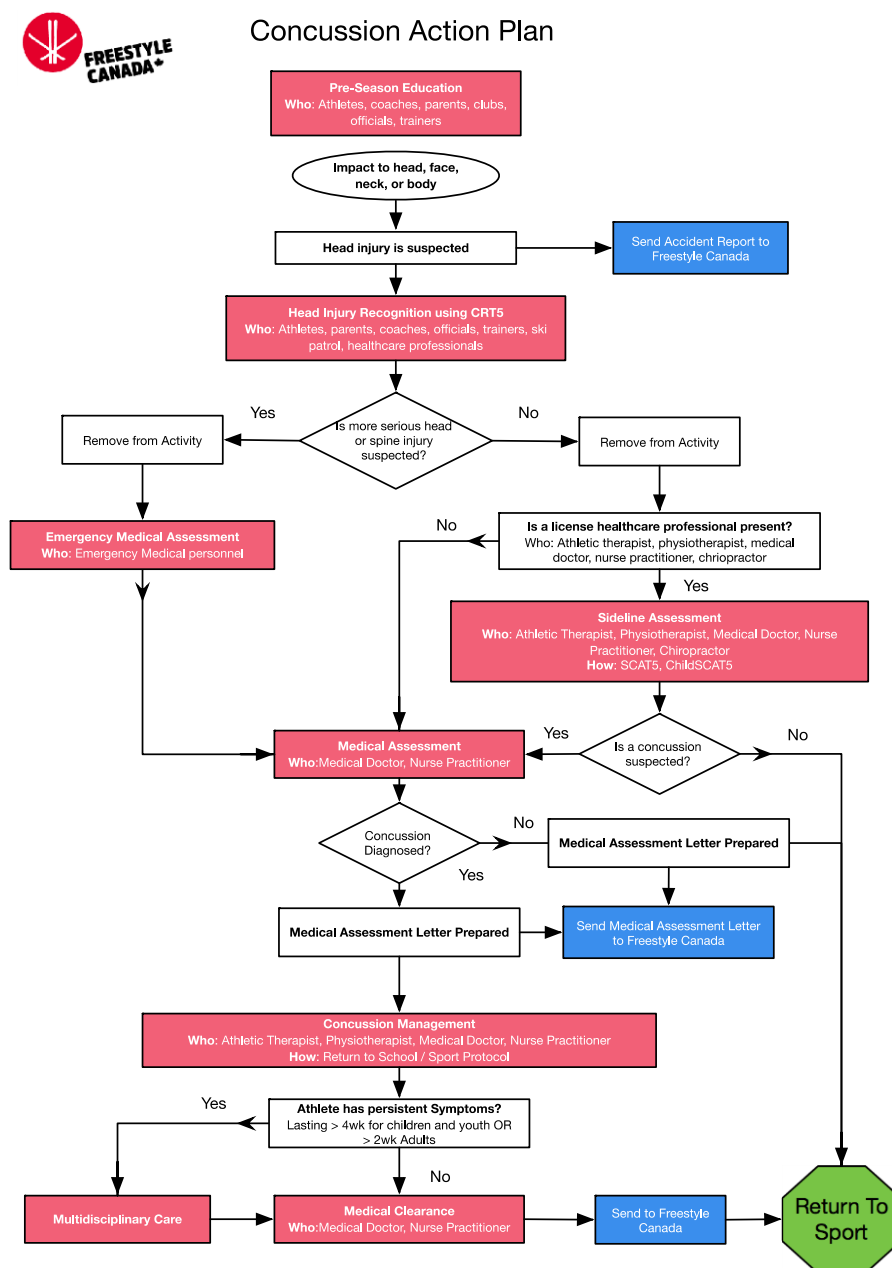 FREESTYLE
CANADA
Concussion Action Plan
Pre-Season Education
Who: Athletes, coaches, parents, clubs,
officials, trainers
Impact to head, face,
neck, or body
Head injury is suspected
Send Accident Report to
Freestyle Canada
Head Injury Recognition using CRT5
Who: Athletes, parents, coaches, officials, trainers, ski
patrol, healthcare professionals
Yes
No
Is more serious head
or spine injury
suspected?
Remove from Activity
Remove from Activity
Emergency Medical Assessment
Who: Emergency Medical personnel
No
Is a license healthcare professional present?
Who: Athletic therapist, physiotherapist, medical
doctor, nurse practitioner, chriopractor
Yes
Sideline Assessment
Who: Athletic Therapist, Physiotherapist, Medical Doctor, Nurse
Practitioner, Chiropractor
How: SCAT5, ChildSCAT5
Medical Assessment
Who:Medical Doctor, Nurse Practitioner
Yes
Is a concussion
suspected?
No
Concussion
Diagnosed?
No
Medical Assessment Letter Prepared
Yes
Medical Assessment Letter Prepared
Send Medical Assessment Letter
to Freestyle Canada
Concussion Management
Who: Athletic Therapist, Physiotherapist, Medical Doctor, Nurse Practitioner
How: Return to School / Sport Protocol
Yes
Athlete has persistent Symptoms?
Lasting > 4wk for children and youth OR
> 2wk Adults
No
Multidisciplinary Care
Medical Clearance
Who:Medical Doctor, Nurse Practitioner
Send to Freestyle
Canada
Return To
Sport